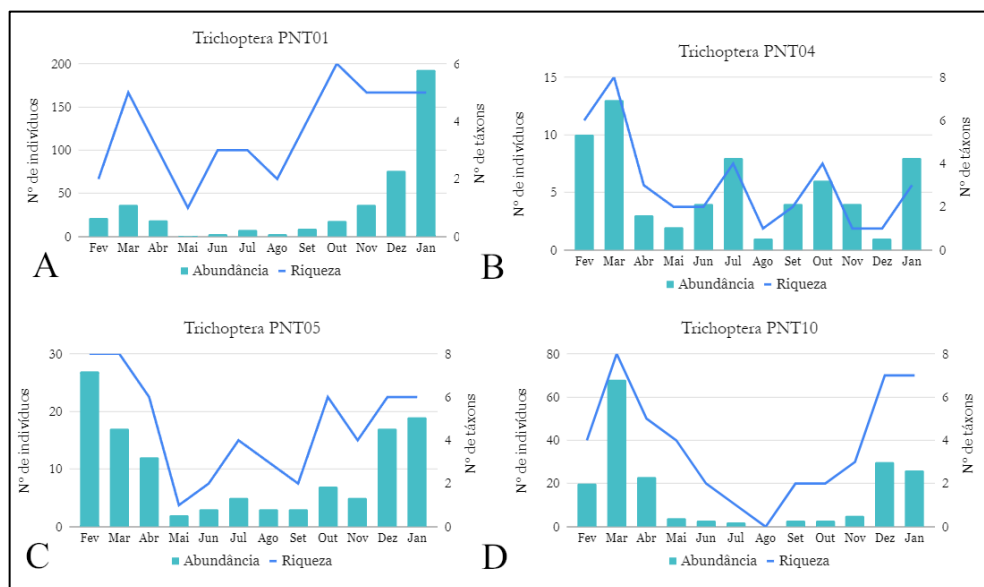 Trichoptera PNT01
200
150
100
50
0
Nº de indivíduos
6
4
2
0
Nº de táxons
Fev Mar Abr Mai Jun Jul Ago Set Out Nov Dez Jan
Abundância Riqueza
A
Trichoptera PNT04
15
10
5
0
Nº de indivíduos
8
6
4
2
0
Nº de táxons
Fev Mar Abr Mai Jun Jul Ago Set Out Nov Dez Jan
Abundância Riqueza
B
Trichoptera PNT05
30
20
10
0
Nº de indivíduos
8
6
4
2
0
Nº de táxons
Fev Mar Abr Mai Jun Jul Ago Set Out Nov Dez Jan
Abundância Riqueza
C
Trichoptera PNT10
80
60
40
20
0
Nº de indivíduos
8
6
4
2
0
Nº de táxons
Fev Mar Abr Mai Jun Jul Ago Set Out Nov Dez Jan
Abundância Riqueza
D